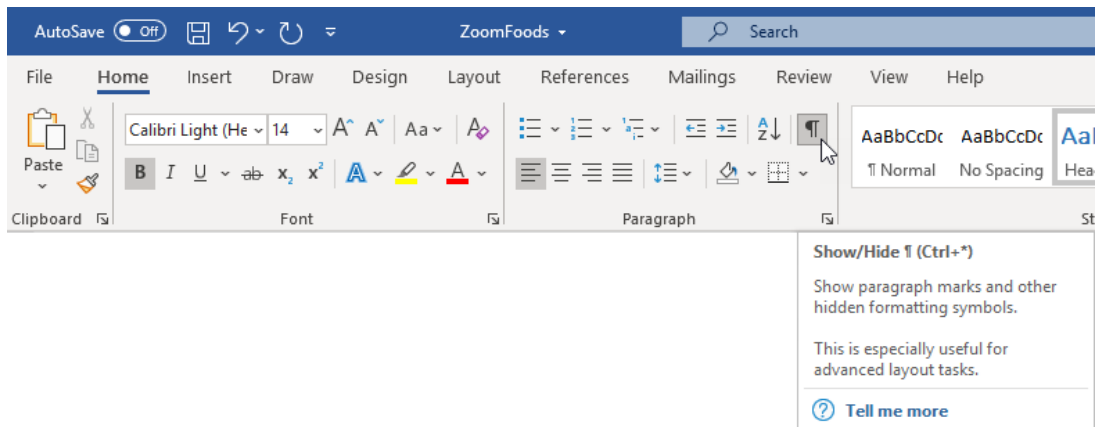 AutoSave Off ZoomFoods Search
File Home Insert Draw Design Layout References Mailings Review View Help
Calibri Light (He 14 A^ Aˇ Aa A
Paste
B I U ab x₂ x² A A
AaBbCcDc AaBbCcDc AaB
¶ Normal No Spacing Hea
Clipboard Font Paragraph St
Show/Hide ¶ (Ctrl+*)
Show paragraph marks and other
hidden formatting symbols.
This is especially useful for
advanced layout tasks.
Tell me more